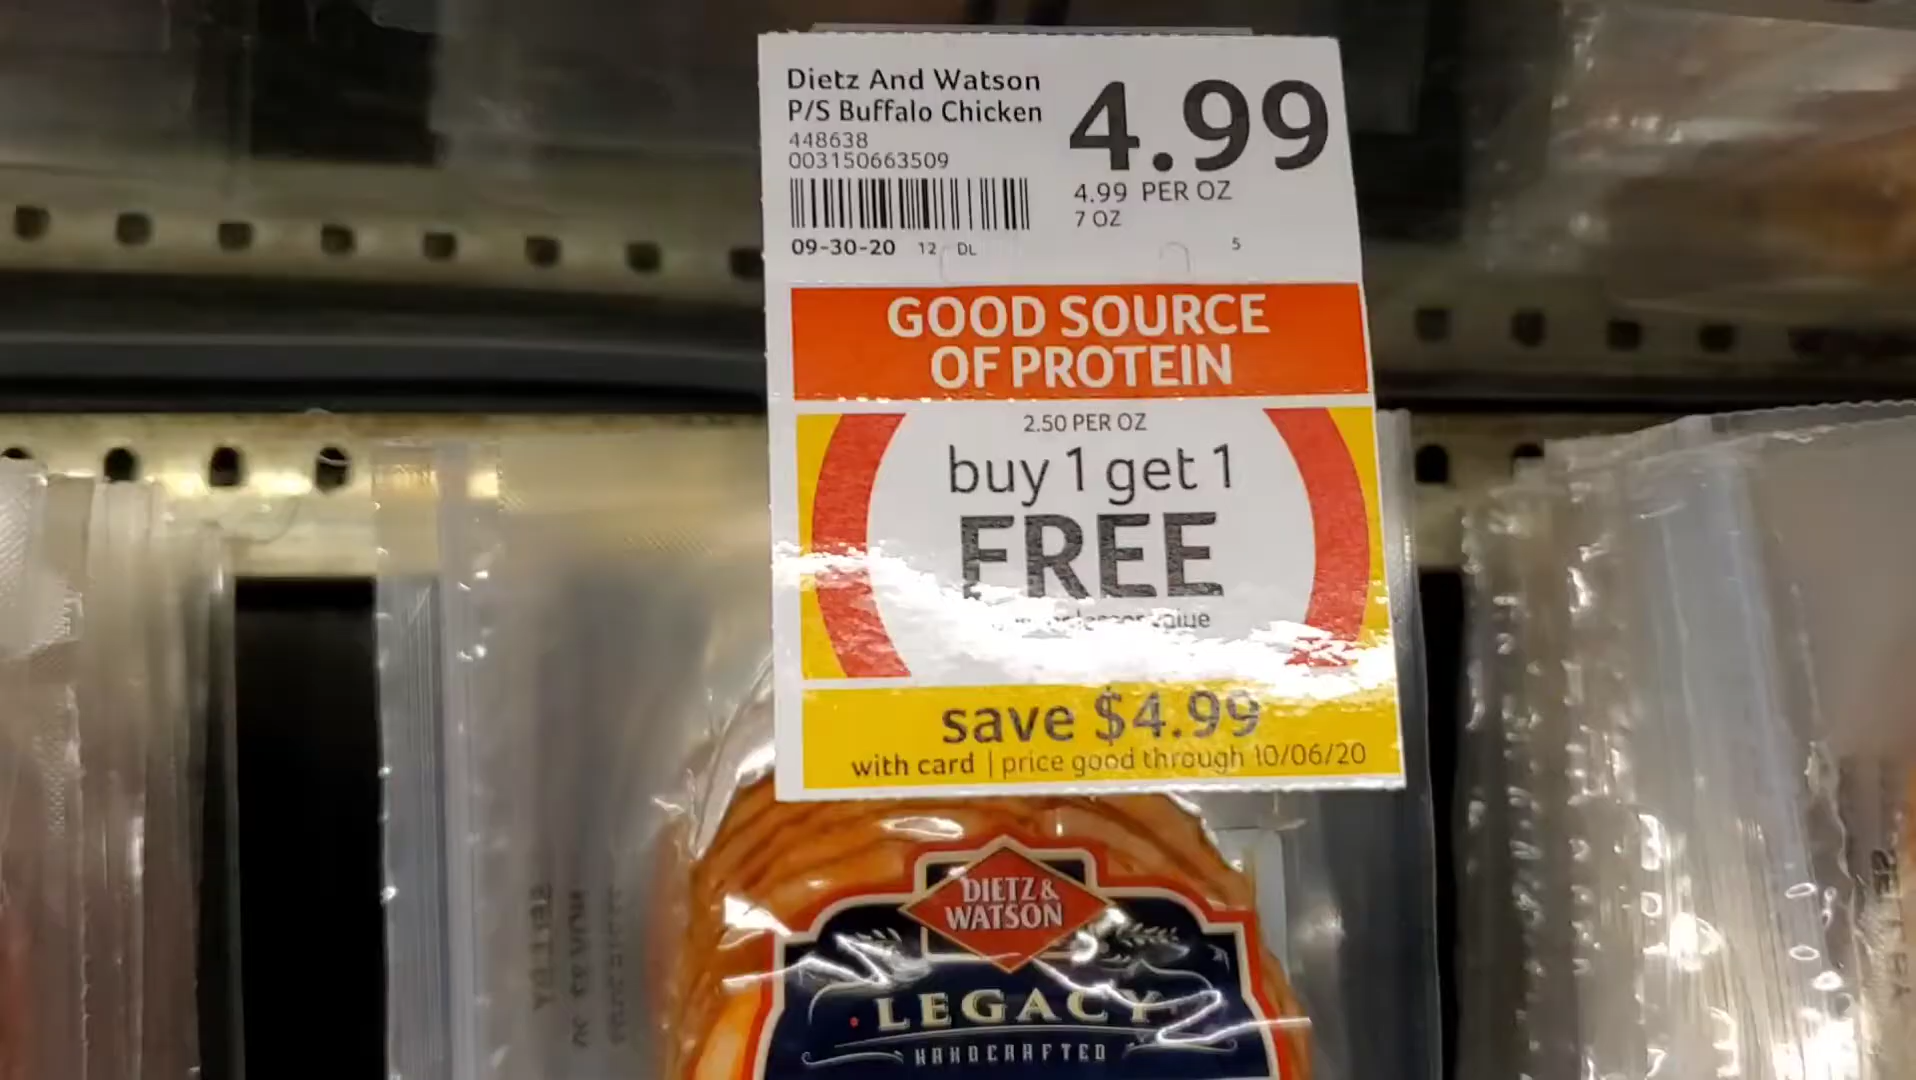 Dietz And Watson
P/S Buffalo Chicken
448638
003150663509
09-30-20 12 DL
4.99
4.99 PER OZ
7 OZ
5
GOOD SOURCE
OF PROTEIN
2.50 PER OZ
buy 1 get 1
FREE
lesser value
save $4.99
with card | price good through 10/06/20
DIETZ &
WATSON
LEGACY
HANDCRAFTED